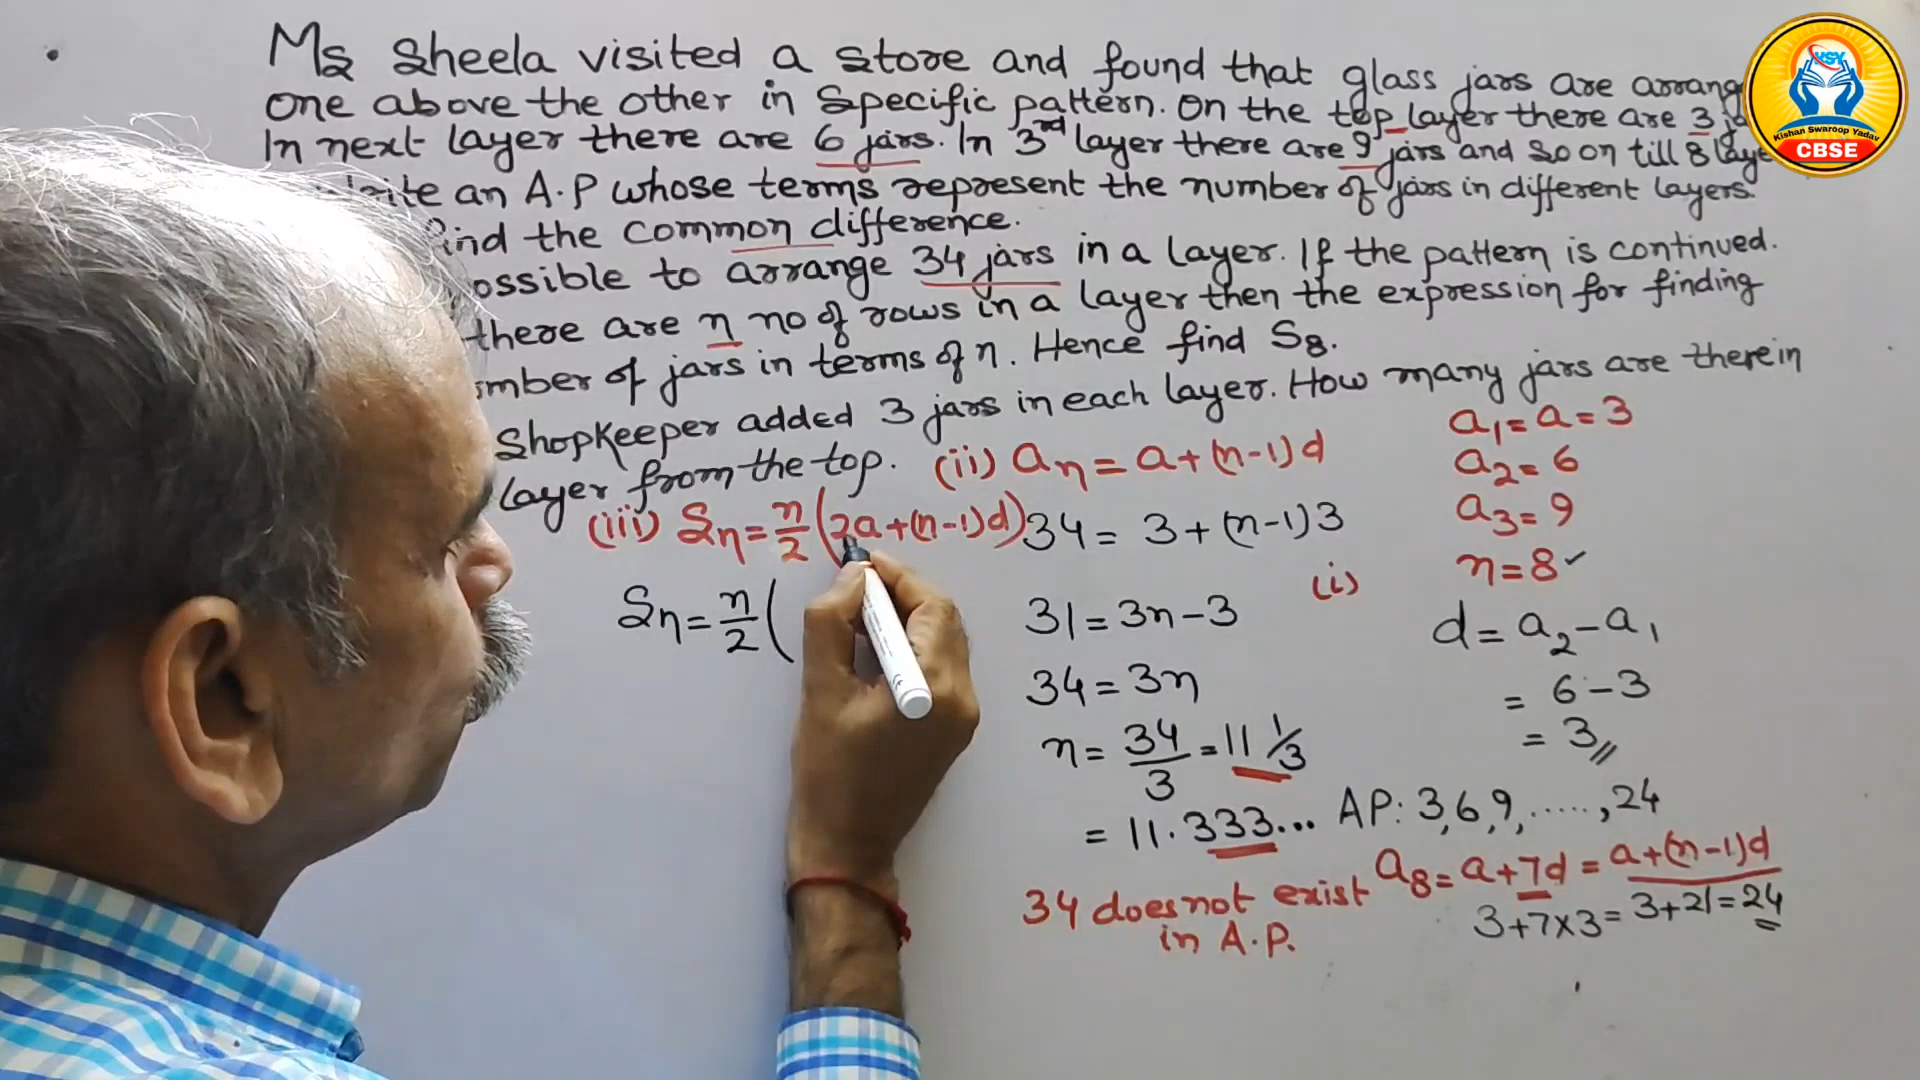 Ms Sheela visited a store and found that glass jars are arrang
one above the other in specific pattern. On the top layer there are 3 ja
In next layer there are 6 jars. In 3rd layer there are 9 jars and so on till 8 laye
an A.P whose terms represent the number of jars in different layers.
the common difference.
to arrange 34 jars in a layer. If the pattern is continued.
there are n no of rows in a layer then the expression for finding
of jars in terms of n. Hence find S8.
Shopkeeper added 3 jars in each layer. How many jars are there in
layer from the top.
(ii) an = a+(n-1)d
34 = 3+(n-1)3
31 = 3n-3
34 = 3n
n = 34/3 = 11 1/3
= 11.333...
34 does not exist
in A.P.
(iii) Sn = n/2 (2a+(n-1)d)
Sn = n/2 (
a1 = a = 3
a2 = 6
a3 = 9
n = 8 ✓
(i)
d = a2 - a1
= 6 - 3
= 3
AP: 3, 6, 9, ....., 24
a8 = a+7d = a+(n-1)d
3+7×3 = 3+21 = 24
KSY
Kishan Swaroop Yadav
CBSE